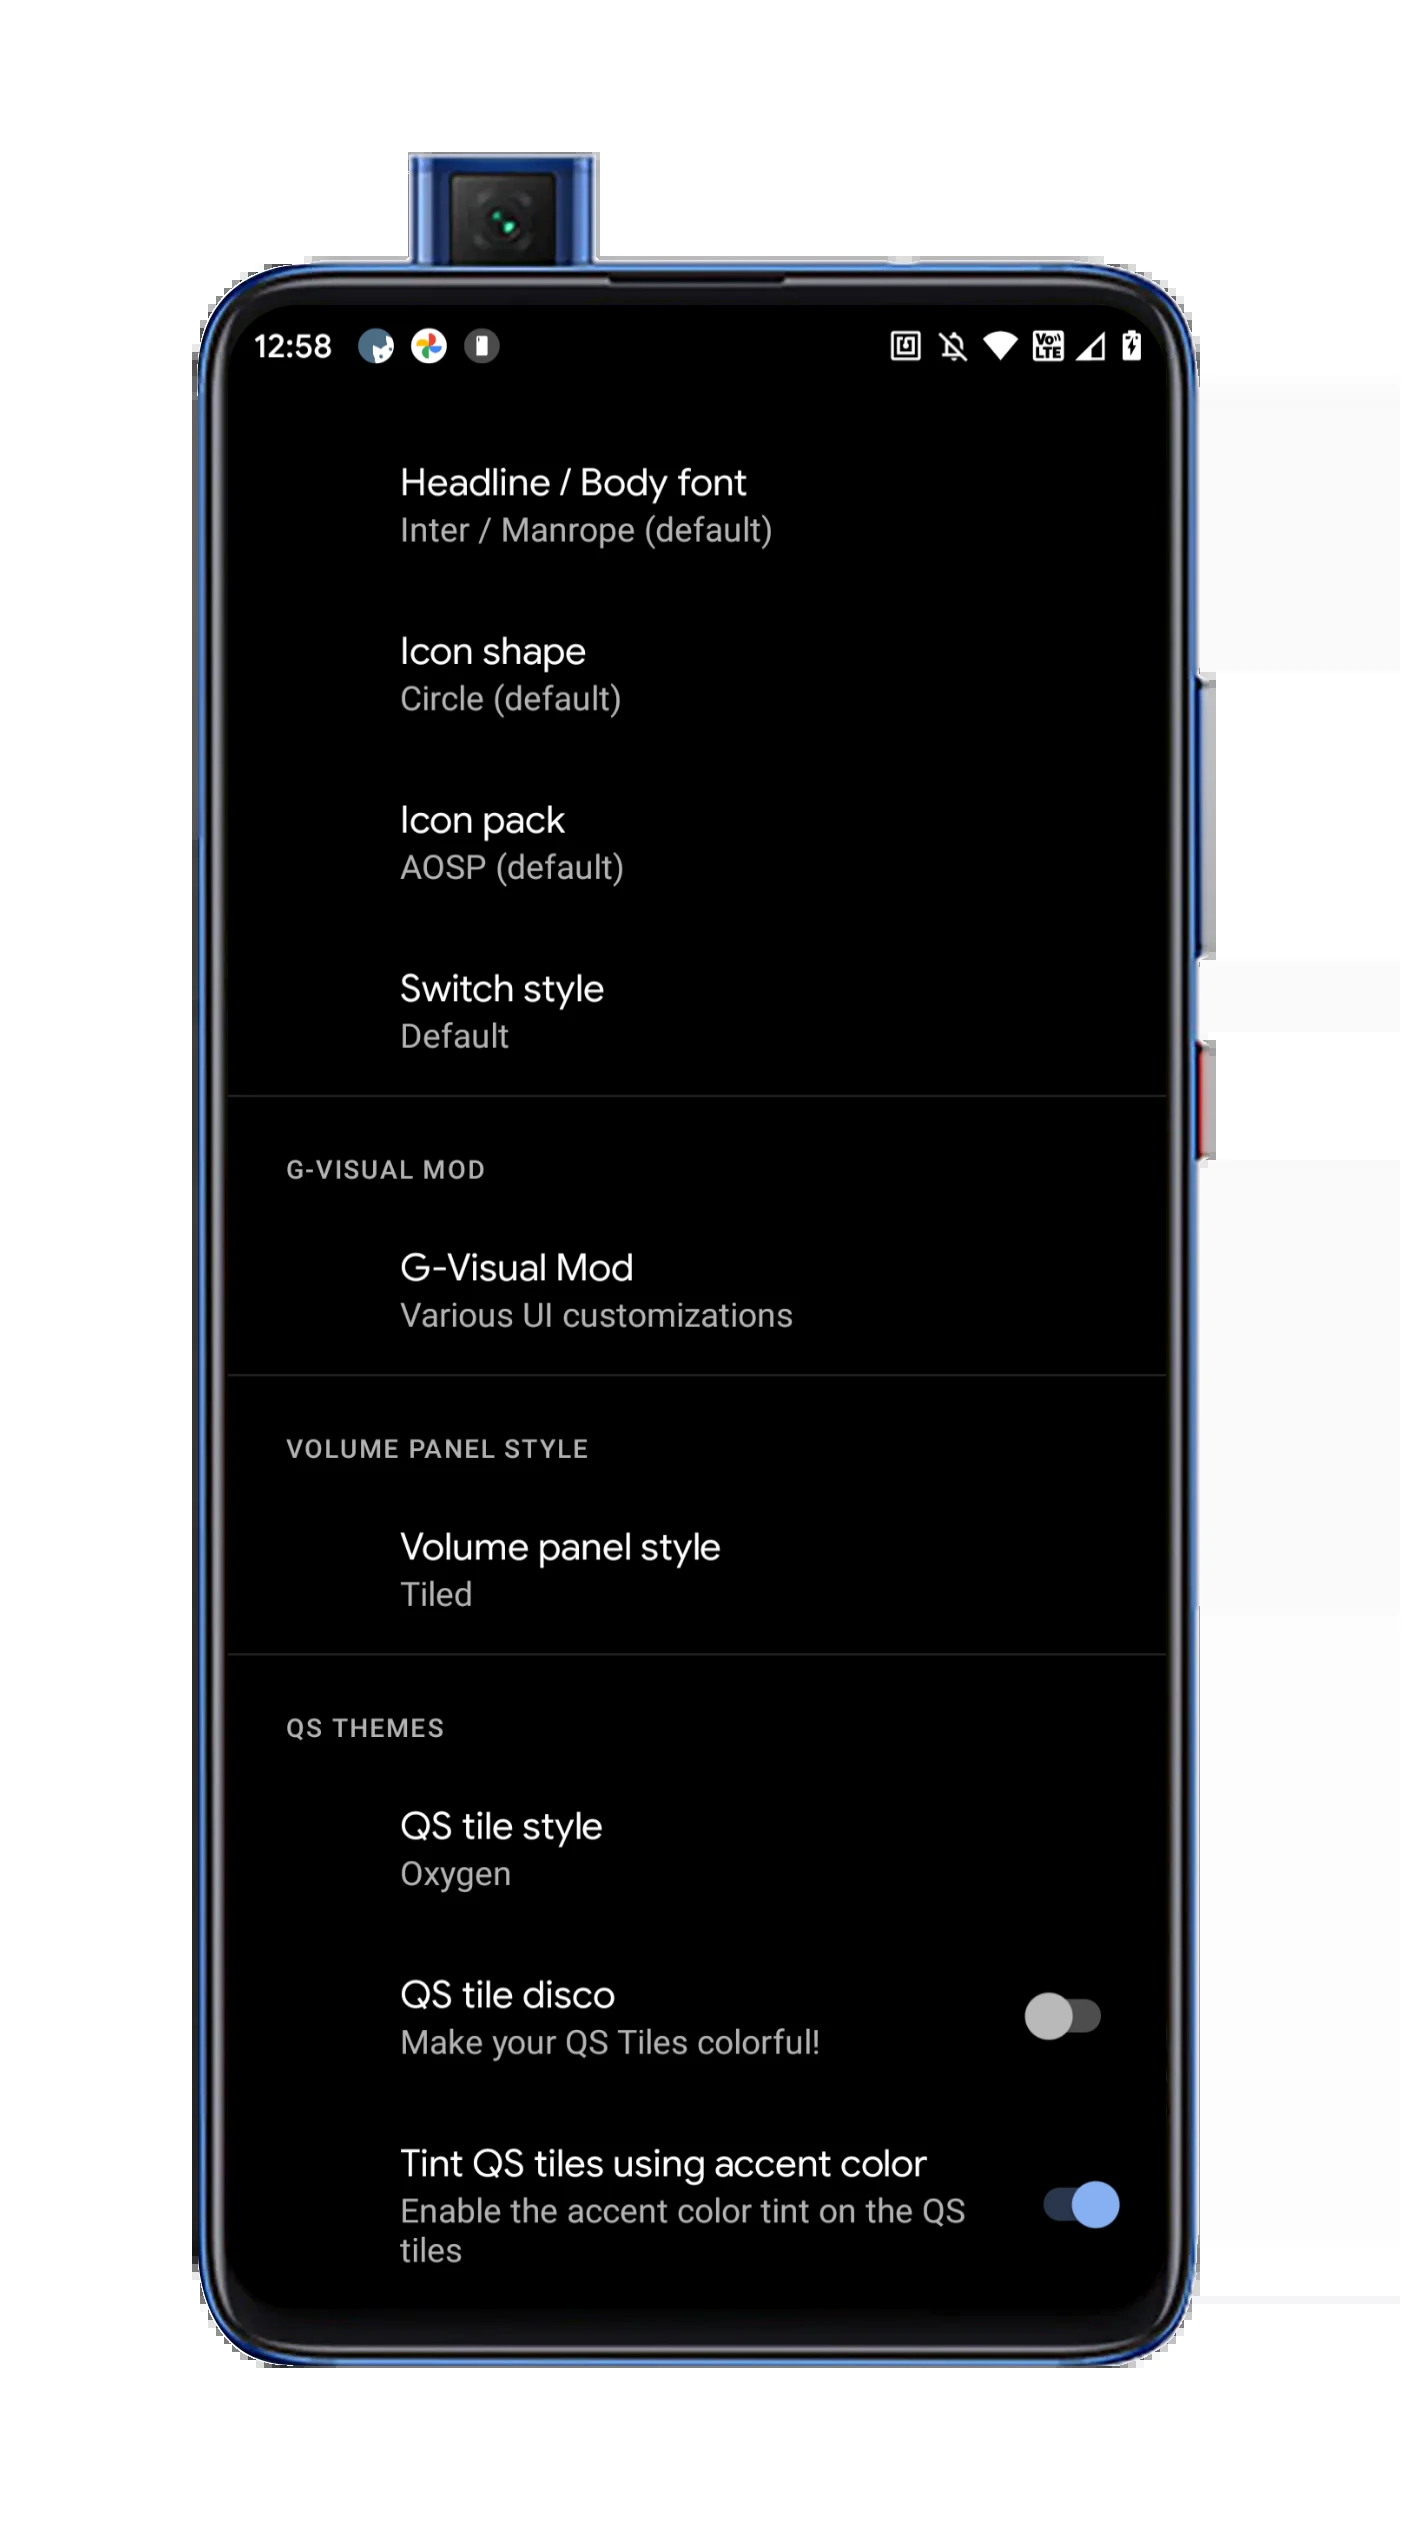 12:58
Vo)) LTE
Headline / Body font
Inter / Manrope (default)
Icon shape
Circle (default)
Icon pack
AOSP (default)
Switch style
Default
G-VISUAL MOD
G-Visual Mod
Various UI customizations
VOLUME PANEL STYLE
Volume panel style
Tiled
QS THEMES
QS tile style
Oxygen
QS tile disco
Make your QS Tiles colorful!
Tint QS tiles using accent color
Enable the accent color tint on the QS
tiles